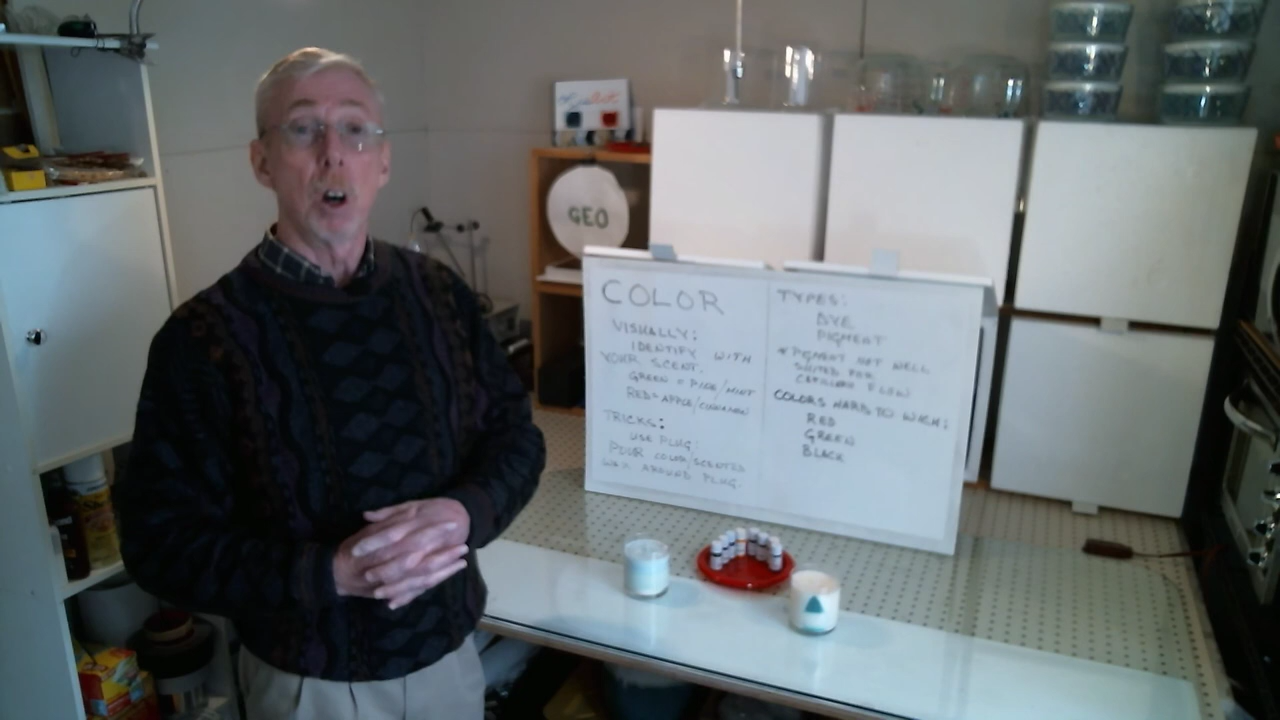 GEO
COLOR
VISUALLY:
IDENTIFY WITH
YOUR SCENT.
GREEN = PINE/MINT
RED = APPLE/CINNAMON
TRICKS:
USE PLUG:
POUR COLOR/SCENTED
WAX AROUND PLUG.
TYPES:
DYE
PIGMENT
*PIGMENT NOT WELL
SUITED FOR
CAPILLARY FLOW
COLORS HARD TO WICK:
RED
GREEN
BLACK